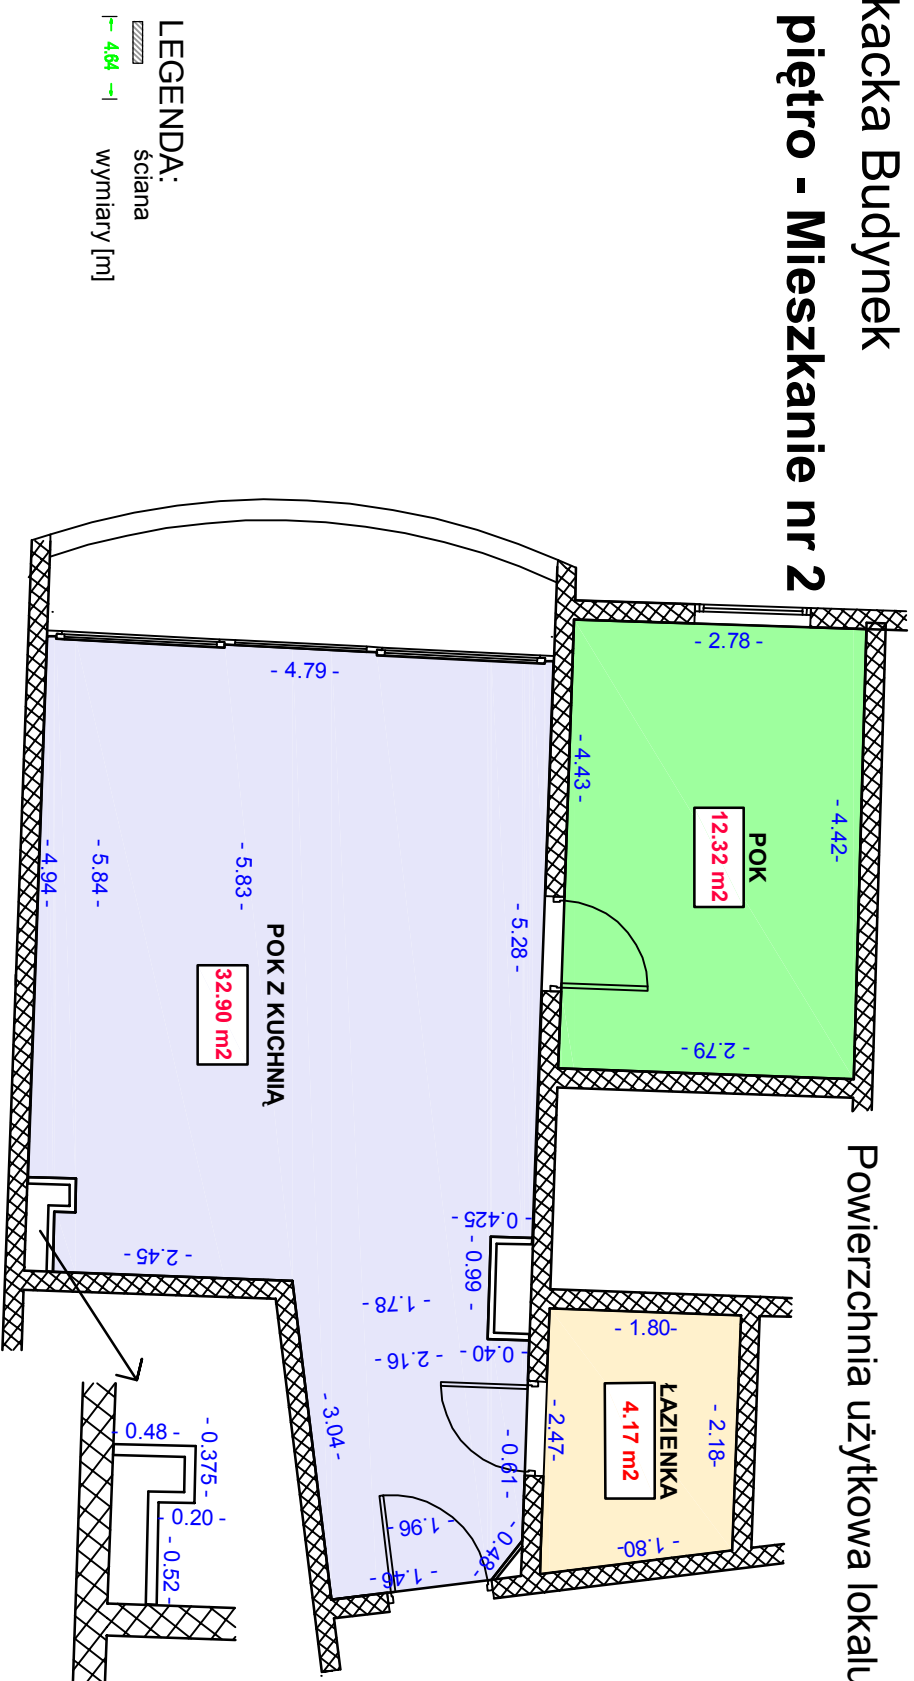 kacka Budynek
piętro - Mieszkanie nr 2
Powierzchnia użytkowa lokalu
LEGENDA:
ściana
4.64
wymiary [m]
- 2.78 -
- 4.43-
- 4.42-
POK
12.32 m2
- 2.79 -
- 4.79 -
- 5.28 -
- 5.83 -
- 5.84 -
- 4.94 -
POK Z KUCHNIĄ
32.90 m2
- 2.45 -
- 0.425 -
- 0.99 -
- 0.40 -
- 1.78 -
- 2.16 -
- 3.04 -
- 0.61 -
- 0.48 -
- 1.96 -
- 1.46 -
- 1.80-
- 2.47-
- 2.18-
ŁAZIENKA
4.17 m2
- 1.80-
- 0.48 -
- 0.375 -
- 0.20 -
- 0.52 -